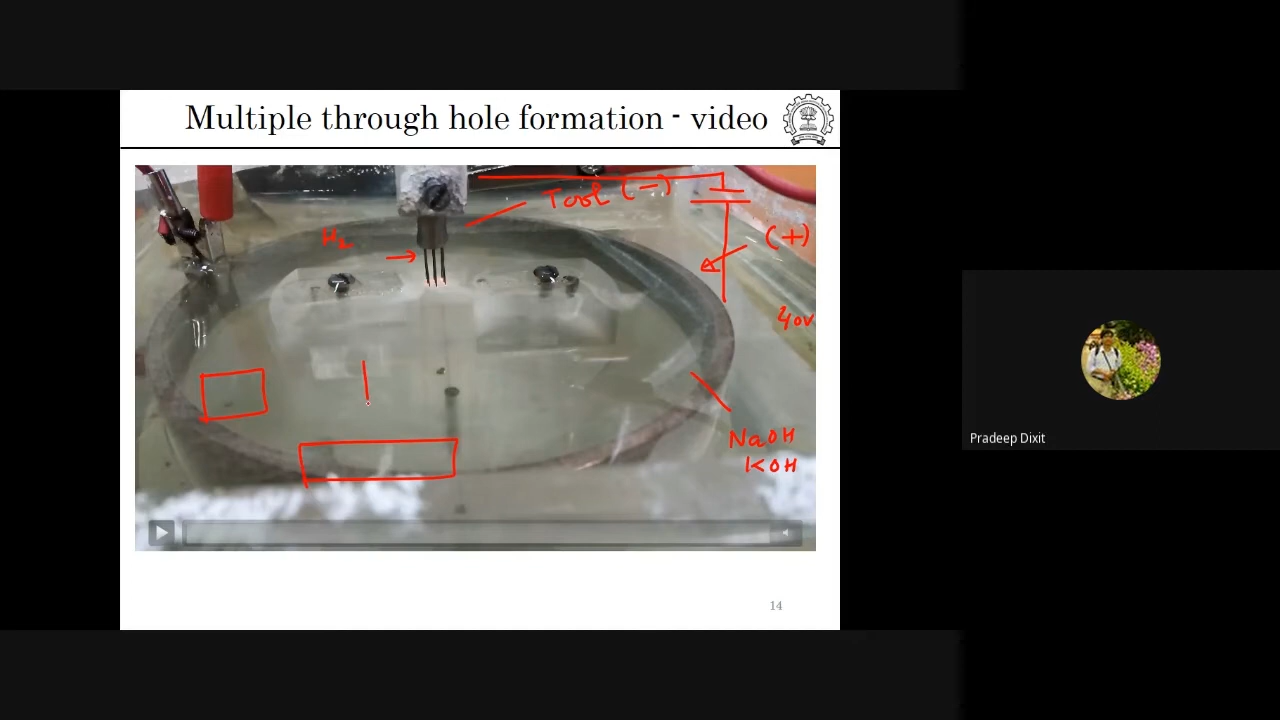 Multiple through hole formation - video
Tool (-)
H2
(+)
40V
NaOH
KOH
Pradeep Dixit
14